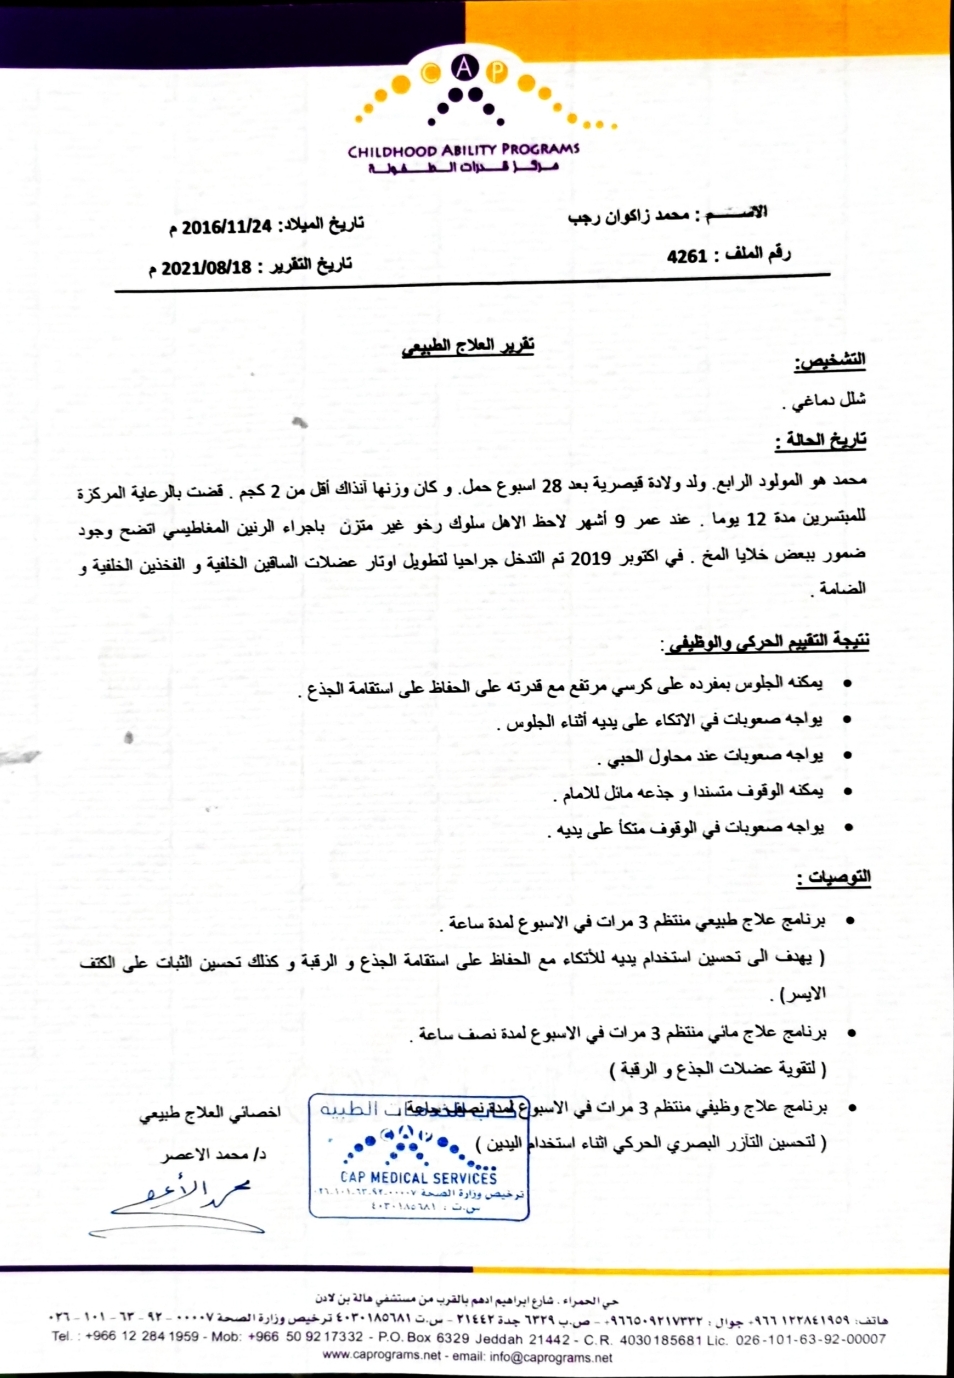 CAP
CHILDHOOD ABILITY PROGRAMS
مركز قدرات الطفولة
الاسم : محمد زاكوان رجب
تاريخ الميلاد: 2016/11/24 م
رقم الملف : 4261
تاريخ التقرير : 2021/08/18 م
تقرير العلاج الطبيعي
التشخيص:
شلل دماغي .
تاريخ الحالة :
محمد هو المولود الرابع. ولد ولادة قيصرية بعد 28 اسبوع حمل. و كان وزنها آنذاك أقل من 2 كجم . قضت بالرعاية المركزة
للمبتسرين مدة 12 يوما . عند عمر 9 أشهر لاحظ الاهل سلوك رخو غير متزن باجراء الرنين المغاطيسي اتضح وجود
ضمور ببعض خلايا المخ . في اكتوبر 2019 تم التدخل جراحيا لتطويل اوتار عضلات الساقين الخلفية و الفخذين الخلفية و
الضامة .
نتيجة التقييم الحركي والوظيفي :
• يمكنه الجلوس بمفرده على كرسي مرتفع مع قدرته على الحفاظ على استقامة الجذع .
• يواجه صعوبات في الاتكاء على يديه أثناء الجلوس .
• يواجه صعوبات عند محاول الحبي .
• يمكنه الوقوف متسندا و جذعه مائل للامام .
• يواجه صعوبات في الوقوف متكأ على يديه .
التوصيات :
• برنامج علاج طبيعي منتظم 3 مرات في الاسبوع لمدة ساعة .
( يهدف الى تحسين استخدام يديه للأتكاء مع الحفاظ على استقامة الجذع و الرقبة و كذلك تحسين الثبات على الكتف
الايسر) .
• برنامج علاج مائي منتظم 3 مرات في الاسبوع لمدة نصف ساعة .
( لتقوية عضلات الجذع و الرقبة )
• برنامج علاج وظيفي منتظم 3 مرات في الاسبوع لمدة نصف ساعة
( لتحسين التآزر البصري الحركي اثناء استخدام اليدين )
اخصائي العلاج طبيعي
د/ محمد الاعصر
محمد الأعصر
كاب للخدمات الطبية
CAP
CAP MEDICAL SERVICES
ترخيص وزارة الصحة ٠٢٦-١٠١-٦٣-٩٢-٠٠٠٠٧
س.ت : ٤٠٣٠١٨٥٦٨١
حي الحمراء . شارع ابراهيم ادهم بالقرب من مستشفي هالة بن لادن
هاتف: ٩٦٦١٢٢٨٤١٩٥٩+ جوال : ٩٦٦٥٠٩٢١٧٣٣٢+ - ص.ب ٦٣٢٩ جدة ٢١٤٤٢ - س.ت ٤٠٣٠١٨٥٦٨١ ترخيص وزارة الصحة ٠٠٠٠٧ - ٩٢ - ٦٣ - ١٠١ - ٠٢٦
Tel. : +966 12 284 1959 - Mob: +966 50 9217332 - P.O. Box 6329 Jeddah 21442 - C.R. 4030185681 Lic. 026-101-63-92-00007
www.caprograms.net - email: info@caprograms.net